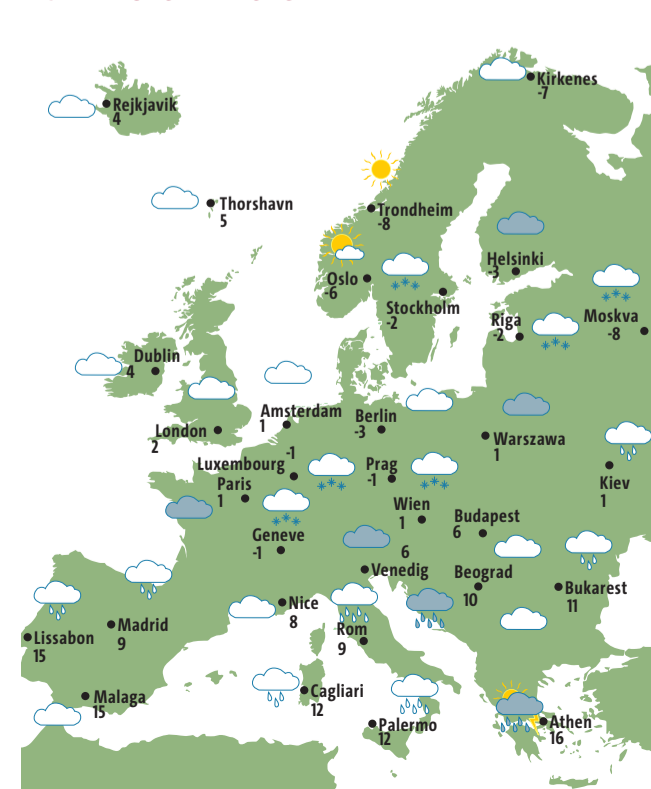 Kirkenes
-7
Rejkjavik
4
Thorshavn
5
Trondheim
-8
Helsinki
-3
Oslo
-6
Stockholm
-2
Moskva
-8
Riga
-2
Dublin
4
Amsterdam
1
Berlin
-3
London
2
Warszawa
1
-1
Luxembourg
Prag
-1
Paris
1
Kiev
1
Wien
1
Budapest
6
Geneve
-1
6
Venedig
Beograd
10
Bukarest
11
Nice
8
Madrid
9
Rom
9
Lissabon
15
Cagliari
12
Malaga
15
Palermo
12
Athen
16